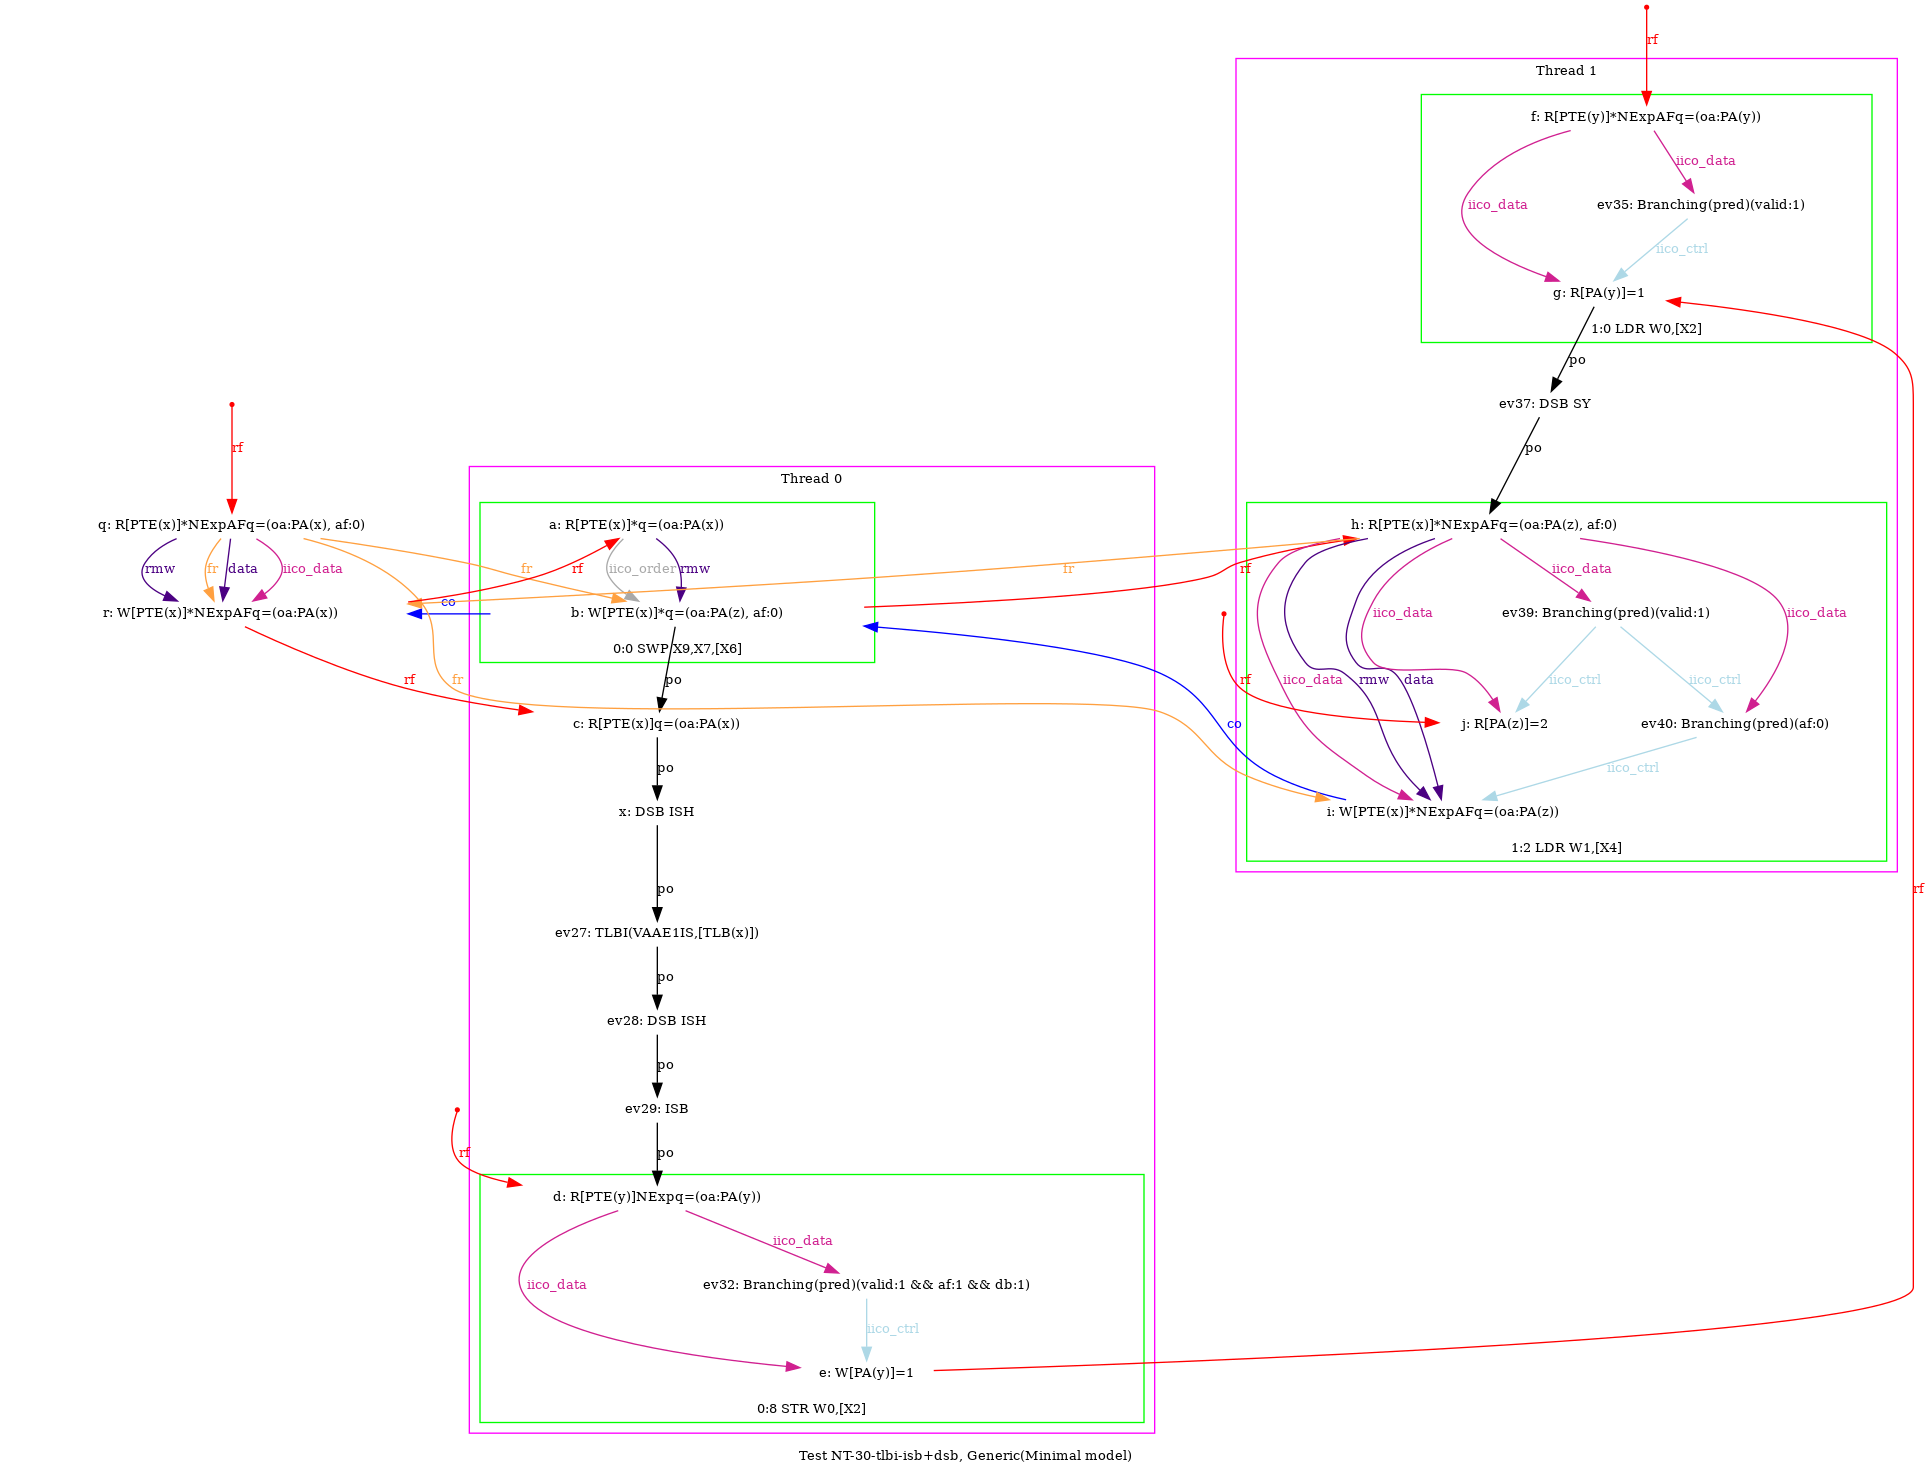 rf
Thread 1
f: R[PTE(y)]*NExpAFq=(oa:PA(y))
iico_data
iico_data
ev35: Branching(pred)(valid:1)
iico_ctrl
g: R[PA(y)]=1
1:0 LDR W0,[X2]
po
ev37: DSB SY
po
rf
Thread 0
q: R[PTE(x)]*NExpAFq=(oa:PA(x), af:0)
a: R[PTE(x)]*q=(oa:PA(x))
h: R[PTE(x)]*NExpAFq=(oa:PA(z), af:0)
rmw
fr
data
iico_data
fr
rf
iico_order
rmw
fr
rf
iico_data
co
r: W[PTE(x)]*NExpAFq=(oa:PA(x))
b: W[PTE(x)]*q=(oa:PA(z), af:0)
iico_data
ev39: Branching(pred)(valid:1)
iico_data
0:0 SWP X9,X7,[X6]
rf
fr
po
rf
iico_data
rmw
data
iico_ctrl
iico_ctrl
c: R[PTE(x)]q=(oa:PA(x))
co
j: R[PA(z)]=2
ev40: Branching(pred)(af:0)
po
iico_ctrl
x: DSB ISH
i: W[PTE(x)]*NExpAFq=(oa:PA(z))
1:2 LDR W1,[X4]
po
rf
ev27: TLBI(VAAE1IS,[TLB(x)])
po
ev28: DSB ISH
po
ev29: ISB
rf
po
d: R[PTE(y)]NExpq=(oa:PA(y))
iico_data
iico_data
ev32: Branching(pred)(valid:1 && af:1 && db:1)
iico_ctrl
e: W[PA(y)]=1
0:8 STR W0,[X2]
Test NT-30-tlbi-isb+dsb, Generic(Minimal model)